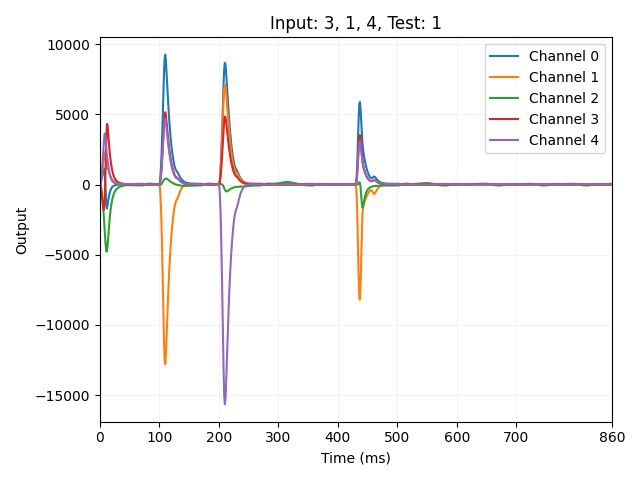 Input: 3, 1, 4, Test: 1
10000
5000
0
−5000
−10000
−15000
Output
Channel 0
Channel 1
Channel 2
Channel 3
Channel 4
0 100 200 300 400 500 600 700 860
Time (ms)